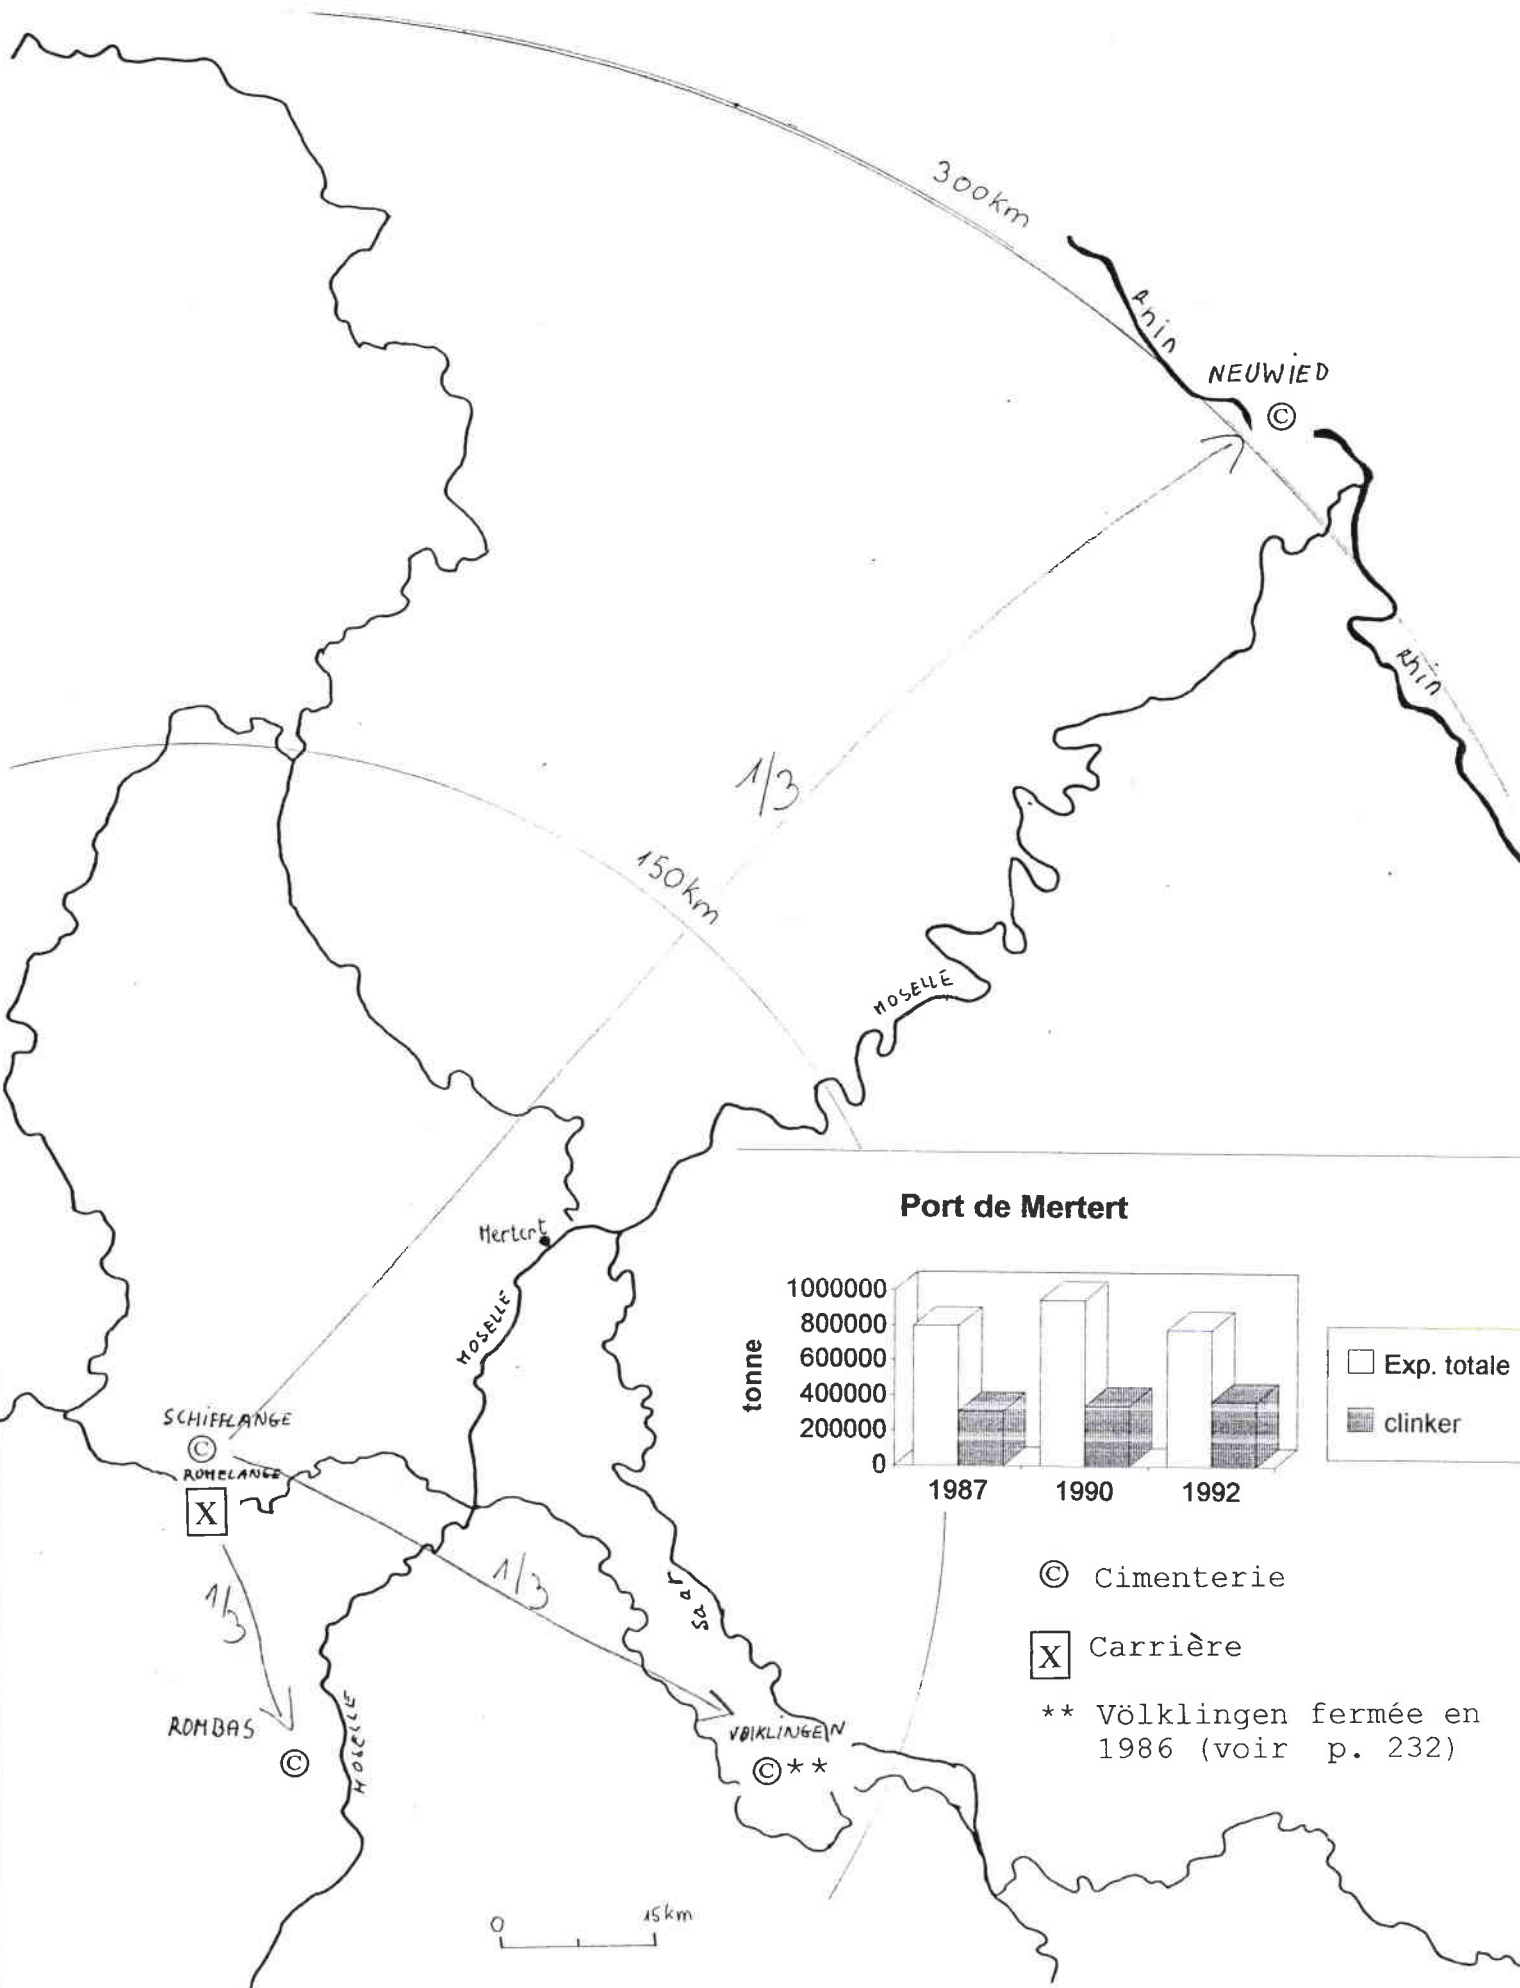 300km
Rhin
NEUWIED
©
Rhin
1/3
150km
MOSELLE
Mertert
MOSELLE
Port de Mertert
tonne
1000000
800000
600000
400000
200000
0
1987 1990 1992
Exp. totale
clinker
SCHIFFLANGE
©
RUMELANGE
X
1/3
1/3
Saar
ROMBAS
©
MOSELLE
VÖLKLINGEN
© **
© Cimenterie
X Carrière
** Völklingen fermée en
1986 (voir p. 232)
0 15km